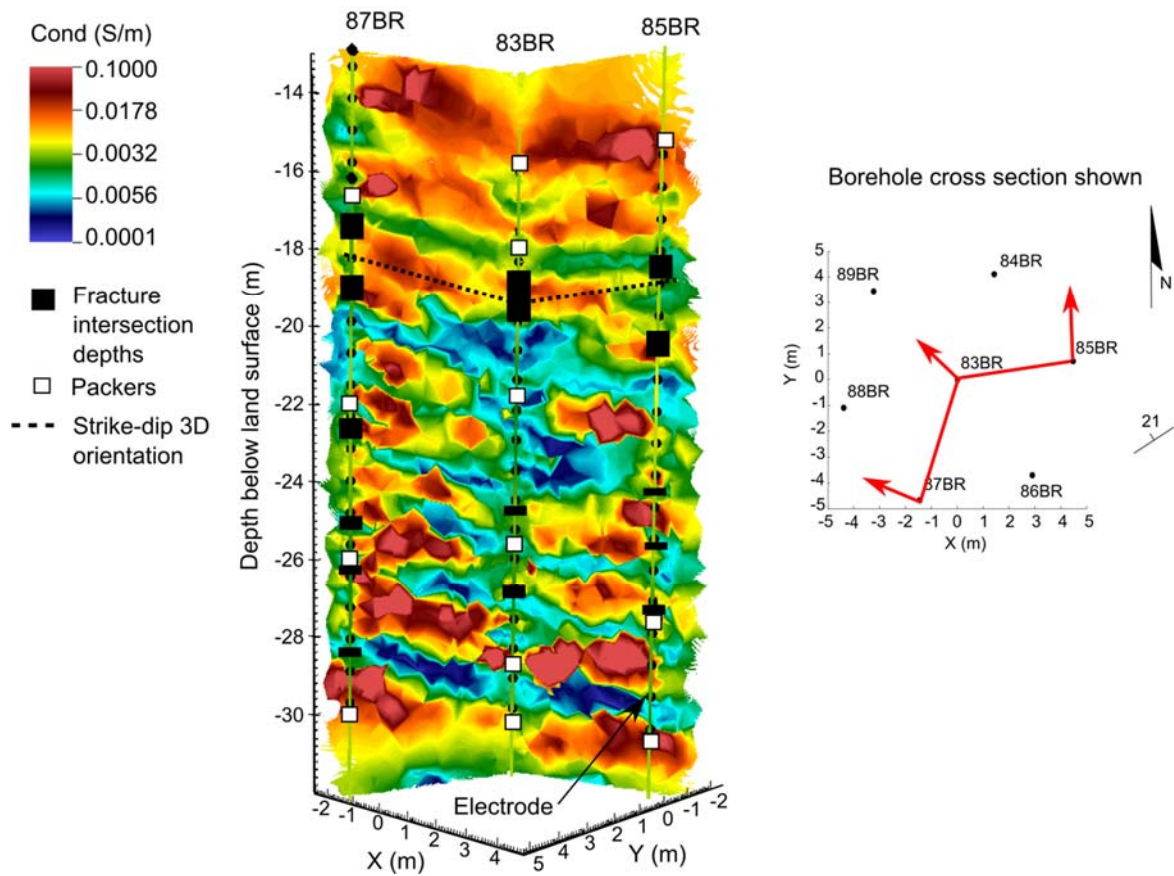 87BR
83BR
85BR
Cond (S/m)
0.1000
0.0178
0.0032
0.0056
0.0001
Fracture
intersection
depths
Packers
Strike-dip 3D
orientation
Depth below land surface (m)
-14
-16
-18
-20
-22
-24
-26
-28
-30
-2 -1 0 1 2 3 4 5
X (m)
5 4 3 2 1 0 -1 -2
Y (m)
Electrode
Borehole cross section shown
N
5
4
3
2
1
0
-1
-2
-3
-4
-5
Y (m)
89BR
84BR
83BR
85BR
88BR
87BR
86BR
21
-5 -4 -3 -2 -1 0 1 2 3 4 5
X (m)